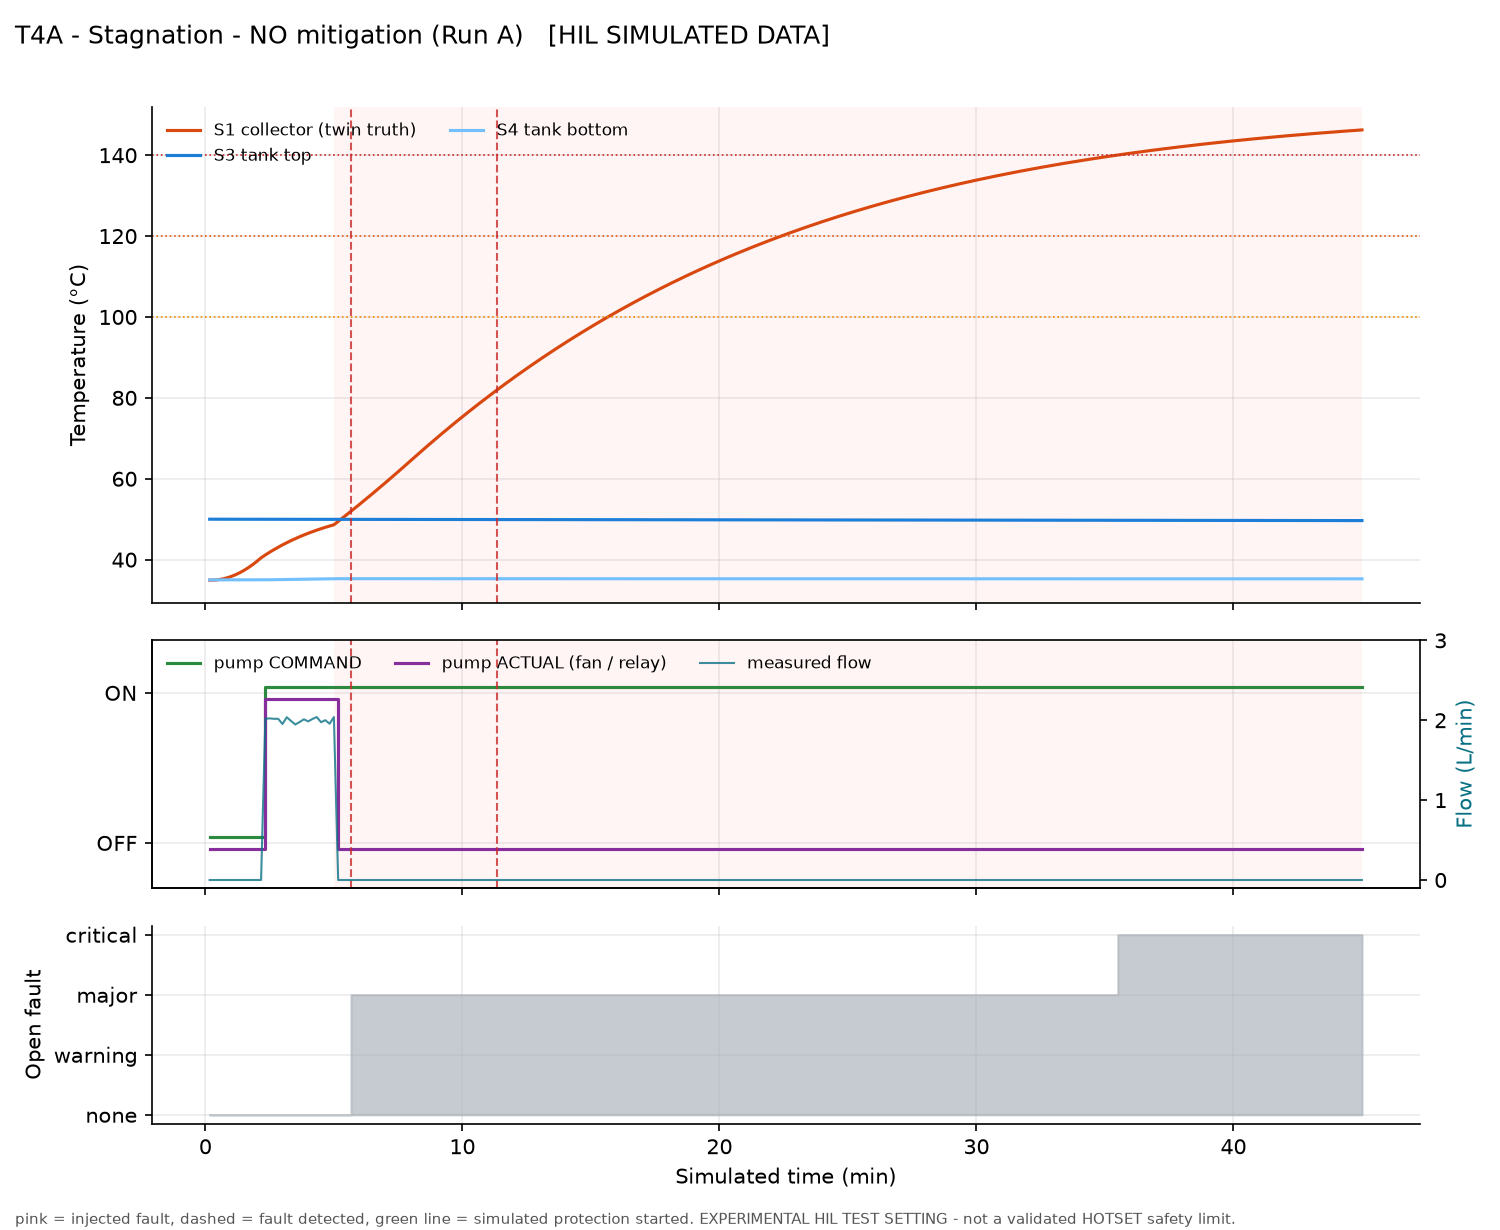 T4A - Stagnation - NO mitigation (Run A)   [HIL SIMULATED DATA]
S1 collector (twin truth)
S4 tank bottom
S3 tank top
Temperature (°C)
140
120
100
80
60
40
pump COMMAND
pump ACTUAL (fan / relay)
measured flow
ON
OFF
3
2
1
0
Flow (L/min)
Open fault
critical
major
warning
none
0
10
20
30
40
Simulated time (min)
pink = injected fault, dashed = fault detected, green line = simulated protection started. EXPERIMENTAL HIL TEST SETTING - not a validated HOTSET safety limit.